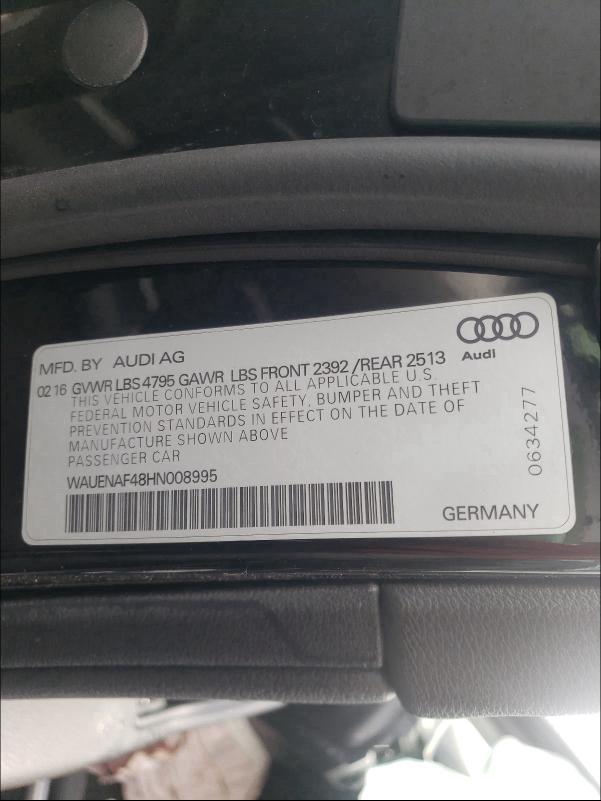 MFD. BY AUDI AG
Audi
02 16 GVWR LBS 4795 GAWR LBS FRONT 2392 /REAR 2513
THIS VEHICLE CONFORMS TO ALL APPLICABLE U.S.
FEDERAL MOTOR VEHICLE SAFETY, BUMPER AND THEFT
PREVENTION STANDARDS IN EFFECT ON THE DATE OF
MANUFACTURE SHOWN ABOVE
PASSENGER CAR
WAUENAF48HN008995
GERMANY
0634277